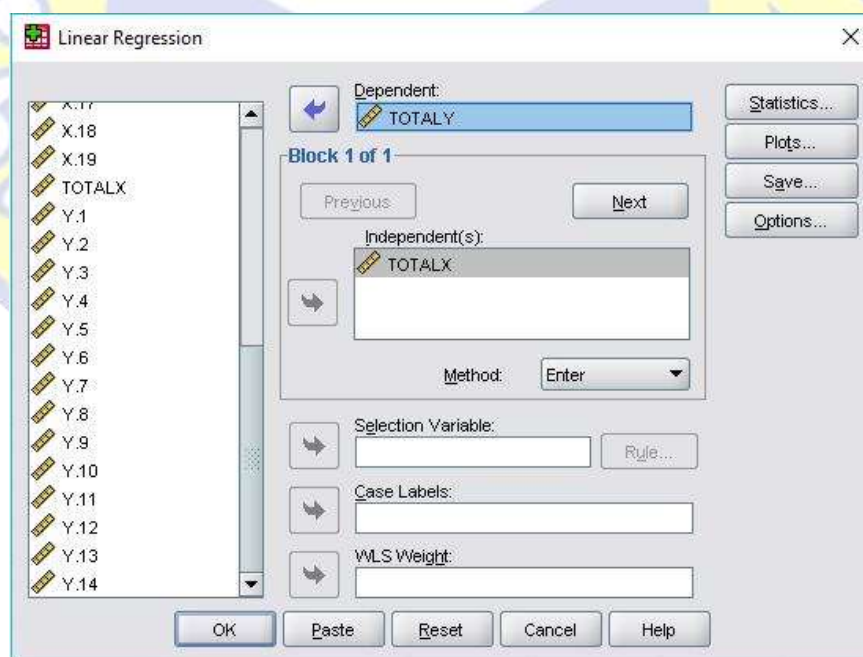 Linear Regression
X.17
X.18
X.19
TOTALX
Y.1
Y.2
Y.3
Y.4
Y.5
Y.6
Y.7
Y.8
Y.9
Y.10
Y.11
Y.12
Y.13
Y.14
Dependent:
TOTALY
Block 1 of 1
Previous
Next
Independent(s):
TOTALX
Method:
Enter
Selection Variable:
Rule...
Case Labels:
WLS Weight:
Statistics...
Plots...
Save...
Options...
OK
Paste
Reset
Cancel
Help